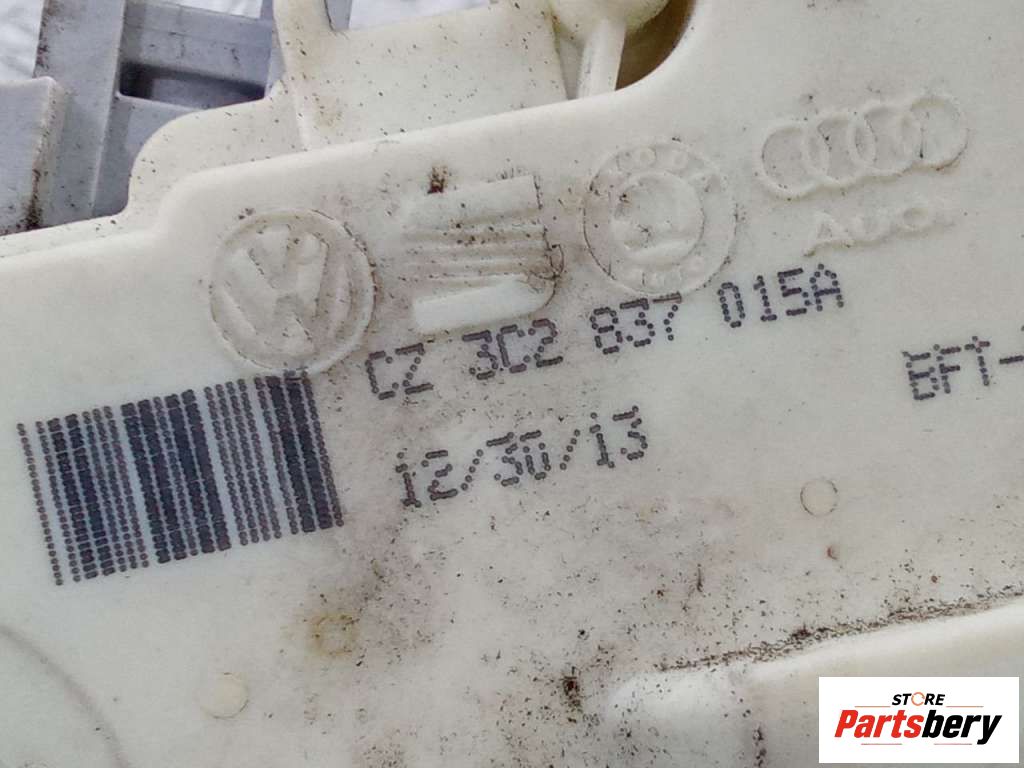 AUDI
CZ 3C2 837 015A
12/30/13
STORE
Partsbery